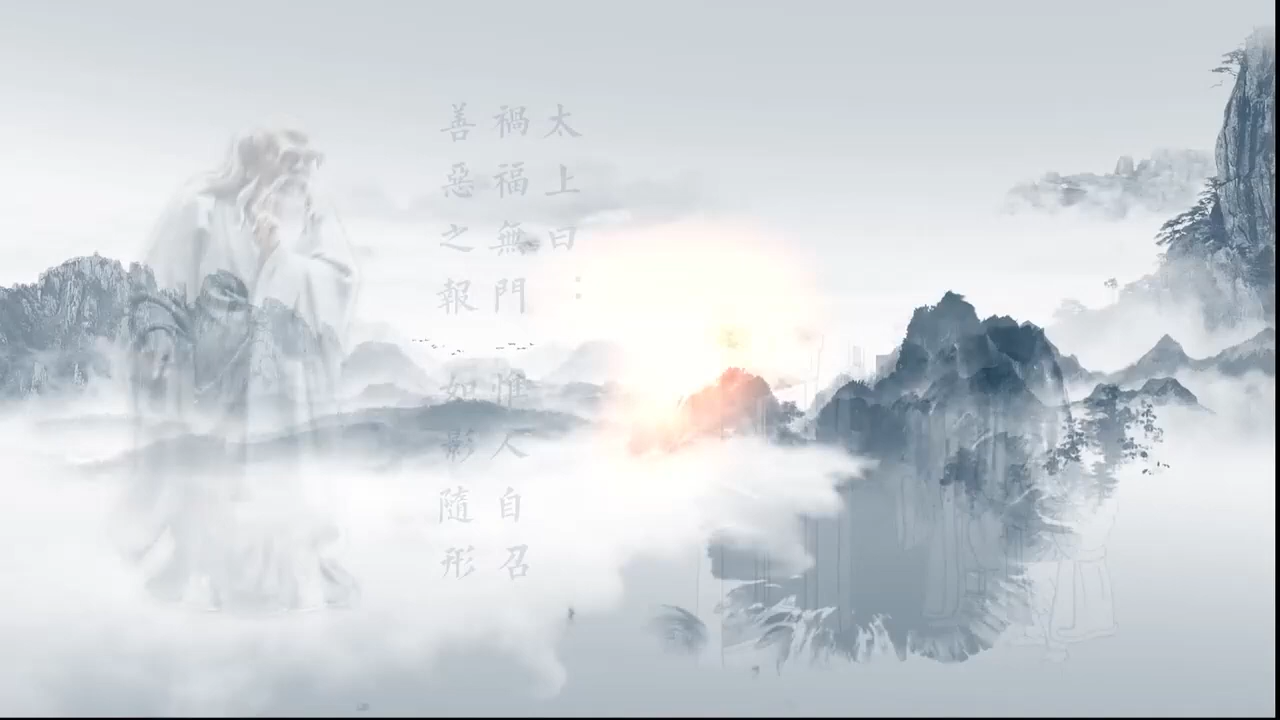 太上曰：
禍福無門 惟人自召
善惡之報 如影隨形